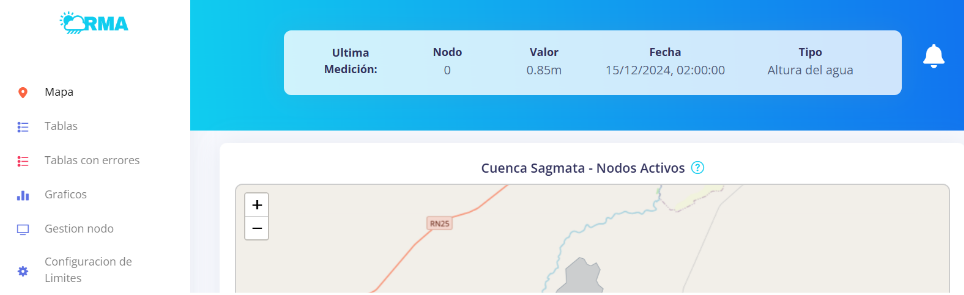 RMA
Mapa
Tablas
Tablas con errores
Graficos
Gestion nodo
Configuracion de
Limites
Ultima
Medición:
Nodo
0
Valor
0.85m
Fecha
15/12/2024, 02:00:00
Tipo
Altura del agua
Cuenca Sagmata - Nodos Activos ?
+
−
RN25